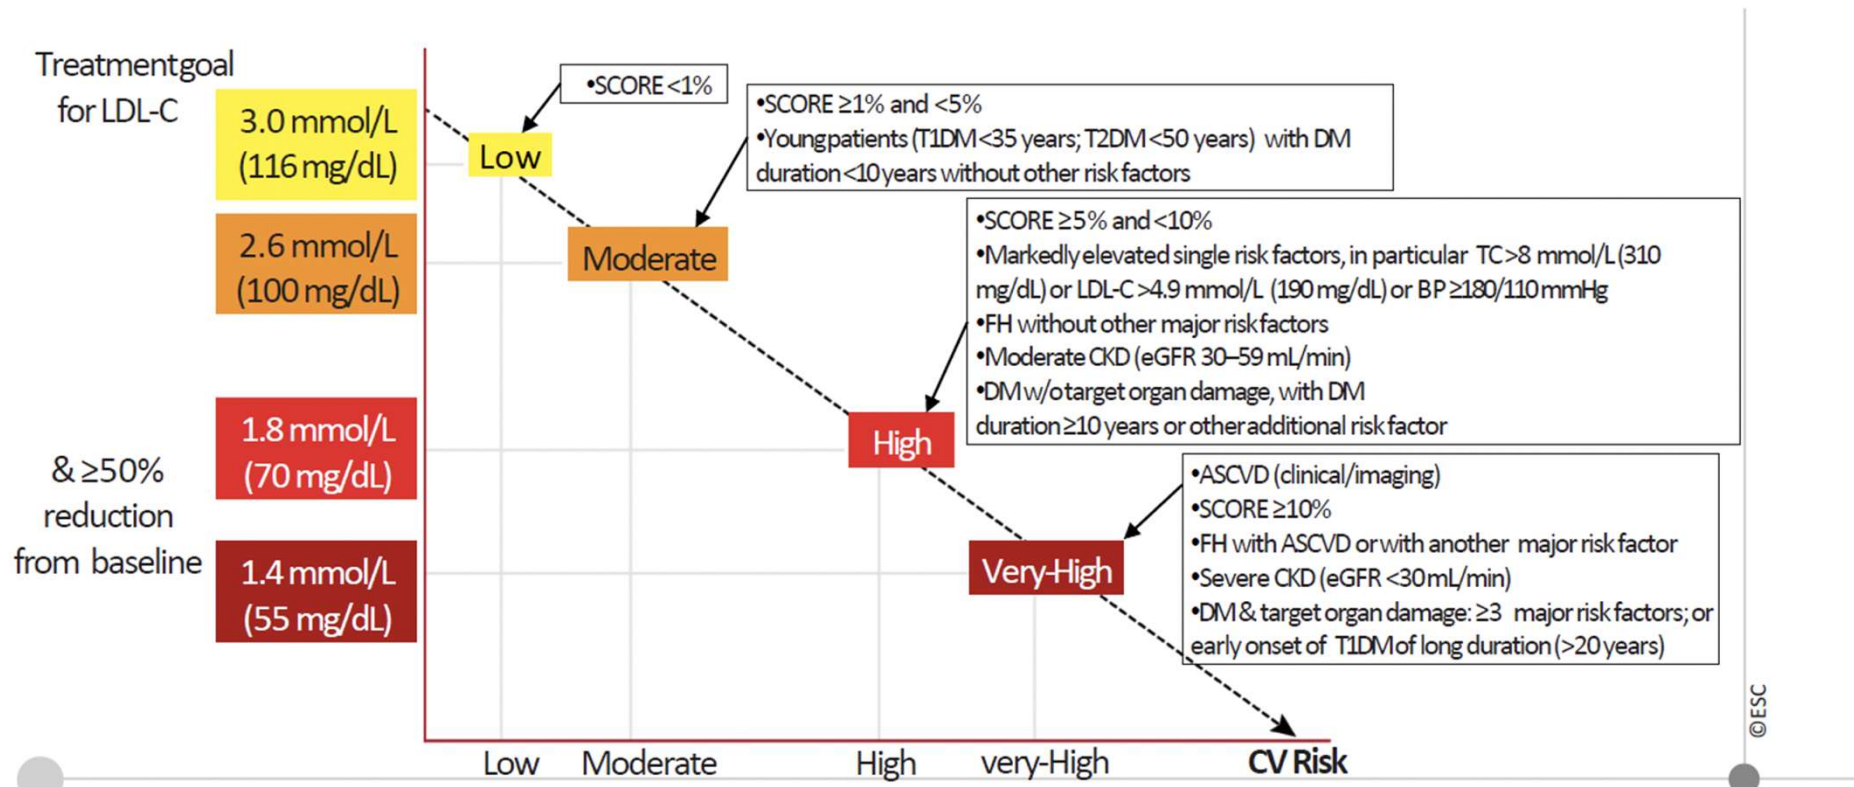 Treatment goal
for LDL-C
3.0 mmol/L
(116 mg/dL)
2.6 mmol/L
(100 mg/dL)
1.8 mmol/L
(70 mg/dL)
& ≥50%
reduction
from baseline
1.4 mmol/L
(55 mg/dL)
Low
•SCORE <1%
Moderate
•SCORE ≥1% and <5%
•Young patients (T1DM <35 years; T2DM <50 years) with DM
duration <10 years without other risk factors
High
•SCORE ≥5% and <10%
•Markedly elevated single risk factors, in particular TC >8 mmol/L (310
mg/dL) or LDL-C >4.9 mmol/L (190 mg/dL) or BP ≥180/110 mmHg
•FH without other major risk factors
•Moderate CKD (eGFR 30–59 mL/min)
•DM w/o target organ damage, with DM
duration ≥10 years or other additional risk factor
Very-High
•ASCVD (clinical/imaging)
•SCORE ≥10%
•FH with ASCVD or with another major risk factor
•Severe CKD (eGFR <30 mL/min)
•DM & target organ damage: ≥3 major risk factors; or
early onset of T1DM of long duration (>20 years)
Low Moderate High very-High CV Risk
©ESC